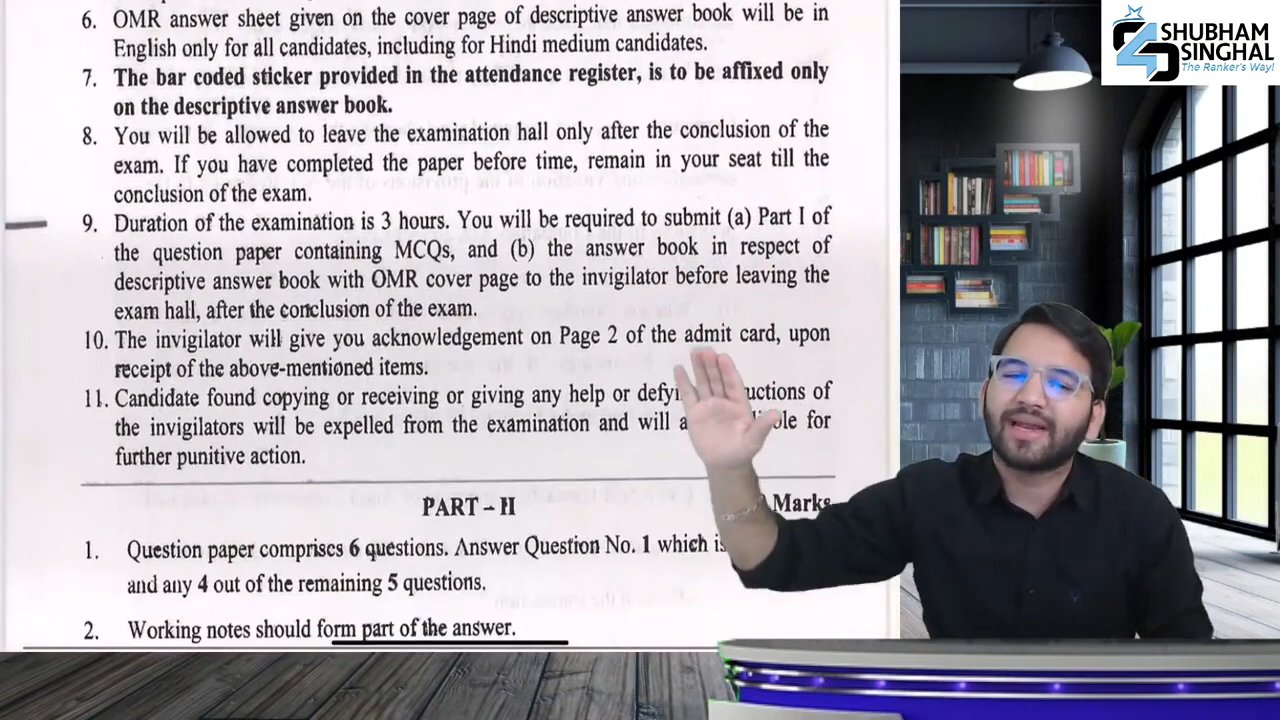 6. OMR answer sheet given on the cover page of descriptive answer book will be in
English only for all candidates, including for Hindi medium candidates.
7. The bar coded sticker provided in the attendance register, is to be affixed only
on the descriptive answer book.
8. You will be allowed to leave the examination hall only after the conclusion of the
exam. If you have completed the paper before time, remain in your seat till the
conclusion of the exam.
9. Duration of the examination is 3 hours. You will be required to submit (a) Part I of
the question paper containing MCQs, and (b) the answer book in respect of
descriptive answer book with OMR cover page to the invigilator before leaving the
exam hall, after the conclusion of the exam.
10. The invigilator will give you acknowledgement on Page 2 of the admit card, upon
receipt of the above-mentioned items.
11. Candidate found copying or receiving or giving any help or of
the invigilators will be expelled from the examination and will for
further punitive action.
PART – II Marks
1. Question paper comprises 6 questions. Answer Question No. 1 which is
and any 4 out of the remaining 5 questions.
2. Working notes should form part of the answer.
SHUBHAM
SINGHAL
The Ranker's Way!